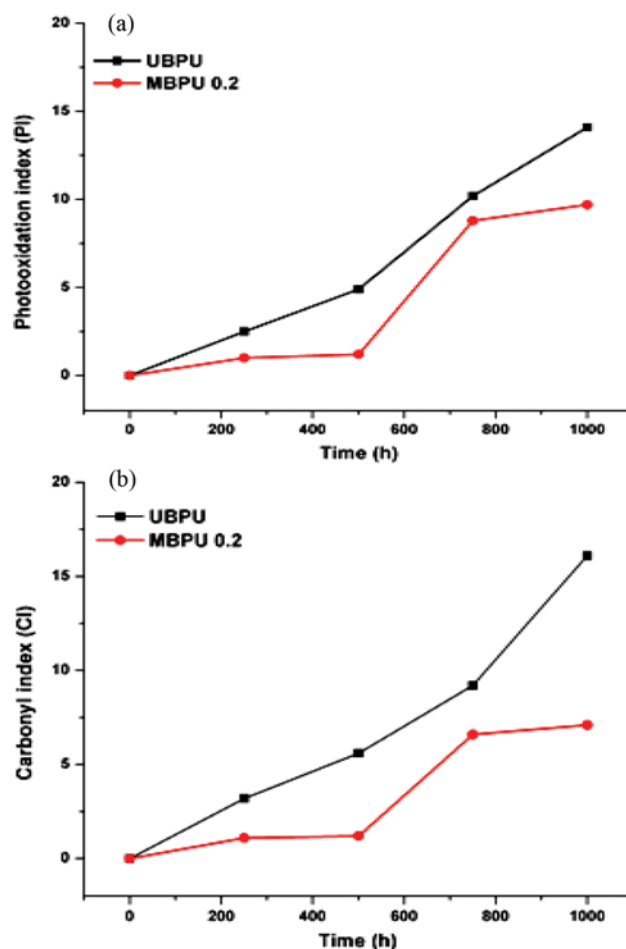 (a)
UBPU
MBPU 0.2
Photooxidation index (PI)
20
15
10
5
0
0 200 400 600 800 1000
Time (h)
(b)
UBPU
MBPU 0.2
Carbonyl index (CI)
20
15
10
5
0
0 200 400 600 800 1000
Time (h)